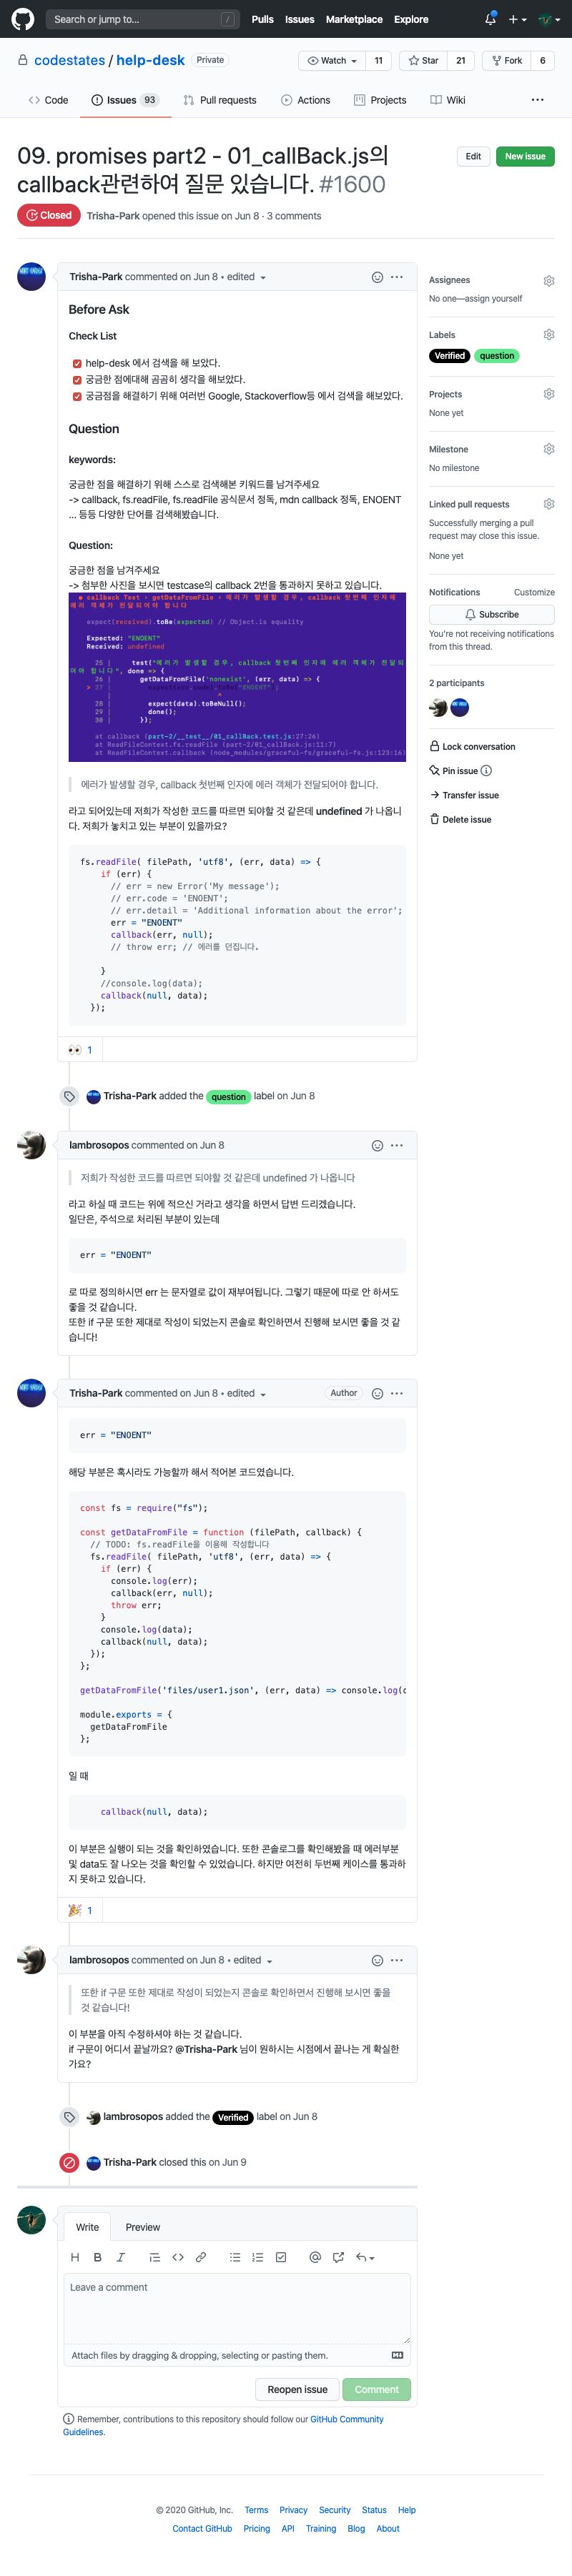 Search or jump to...
/
Pulls
Issues
Marketplace
Explore
codestates / help-desk
Private
Watch
11
Star
21
Fork
6
Code
Issues 93
Pull requests
Actions
Projects
Wiki
09. promises part2 - 01_callBack.js의
callback관련하여 질문 있습니다. #1600
Edit
New issue
Closed
Trisha-Park opened this issue on Jun 8 · 3 comments
Trisha-Park commented on Jun 8 • edited
Before Ask
Check List
help-desk 에서 검색을 해 보았다.
궁금한 점에대해 곰곰히 생각을해보았다.
궁금점을 해결하기 위해 여러번 Google, Stackoverflow등 에서 검색을 해보았다.
Question
keywords:
궁금한 점을 해결하기 위해 스스로 검색해본 키워드를 남겨주세요
-> callback, fs.readFile, fs.readFile 공식문서 정독, mdn callback 정독, ENOENT
... 등등 다양한 단어를 검색해봤습니다.
Question:
궁금한 점을 남겨주세요
-> 첨부한 사진을 보시면 testcase의 callback 2번을 통과하지 못하고 있습니다.
● callback Test › getDataFromFile › 에러가 발생할 경우, callback 첫번째 인자에
에러 객체가 전달되어야 합니다
expect(received).toBe(expected) // Object.is equality
Expected: "ENOENT"
Received: undefined
25 | test("에러가 발생할 경우, callback 첫번째 인자에 에러 객체가 전달되
어야 합니다", done => {
26 | getDataFromFile('nonexist', (err, data) => {
> 27 | expect(err.code).toBe("ENOENT");
| ^
28 | expect(data).toBeNull();
29 | done();
30 | });
at callback (part-2/__test__/01_callBack.test.js:27:26)
at ReadFileContext.fs.readFile (part-2/01_callBack.js:11:7)
at ReadFileContext.callback (node_modules/graceful-fs/graceful-fs.js:123:16)
에러가 발생할 경우, callback 첫번째 인자에 에러 객체가 전달되어야 합니다.
라고 되어있는데 저희가 작성한 코드를 따르면 되야할 것 같은데 undefined 가 나옵니
다. 저희가 놓치고 있는 부분이 있을까요?
fs.readFile( filePath, 'utf8', (err, data) => {
if (err) {
// err = new Error('My message');
// err.code = 'ENOENT';
// err.detail = 'Additional information about the error';
err = "ENOENT"
callback(err, null);
// throw err; // 에러를 던집니다.
}
//console.log(data);
callback(null, data);
});
👀 1
Trisha-Park added the question label on Jun 8
lambrosopos commented on Jun 8
저희가 작성한 코드를 따르면 되야할 것 같은데 undefined 가 나옵니다
라고 하실 때 코드는 위에 적으신 거라고 생각을 하면서 답변 드리겠습니다.
일단은, 주석으로 처리된 부분이 있는데
err = "ENOENT"
로 따로 정의하시면 err 는 문자열로 값이 재부여됩니다. 그렇기 때문에 따로 안 하셔도
좋을 것 같습니다.
또한 if 구문 또한 제대로 작성이 되었는지 콘솔로 확인하면서 진행해 보시면 좋을 것 같
습니다!
Trisha-Park commented on Jun 8 • edited
Author
err = "ENOENT"
해당 부분은 혹시라도 가능할까 해서 적어본 코드였습니다.
const fs = require("fs");
const getDataFromFile = function (filePath, callback) {
// TODO: fs.readFile을 이용해 작성합니다
fs.readFile( filePath, 'utf8', (err, data) => {
if (err) {
console.log(err);
callback(err, null);
throw err;
}
console.log(data);
callback(null, data);
});
};
getDataFromFile('files/user1.json', (err, data) => console.log(c
module.exports = {
getDataFromFile
};
일 때
callback(null, data);
이 부분은 실행이 되는 것을 확인하였습니다. 또한 콘솔로그를 확인해봤을 때 에러부분
및 data도 잘 나오는 것을 확인할 수 있었습니다. 하지만 여전히 두번째 케이스를 통과하
지 못하고 있습니다.
🎉 1
lambrosopos commented on Jun 8 • edited
또한 if 구문 또한 제대로 작성이 되었는지 콘솔로 확인하면서 진행해 보시면 좋을
것 같습니다!
이 부분을 아직 수정하셔야 하는 것 같습니다.
if 구문이 어디서 끝날까요? @Trisha-Park 님이 원하시는 시점에서 끝나는 게 확실한
가요?
lambrosopos added the Verified label on Jun 8
Trisha-Park closed this on Jun 9
Write
Preview
Leave a comment
Attach files by dragging & dropping, selecting or pasting them.
Reopen issue
Comment
Remember, contributions to this repository should follow our GitHub Community
Guidelines.
Assignees
No one—assign yourself
Labels
Verified
question
Projects
None yet
Milestone
No milestone
Linked pull requests
Successfully merging a pull
request may close this issue.
None yet
Notifications
Customize
Subscribe
You're not receiving notifications
from this thread.
2 participants
Lock conversation
Pin issue
Transfer issue
Delete issue
© 2020 GitHub, Inc.
Terms
Privacy
Security
Status
Help
Contact GitHub
Pricing
API
Training
Blog
About